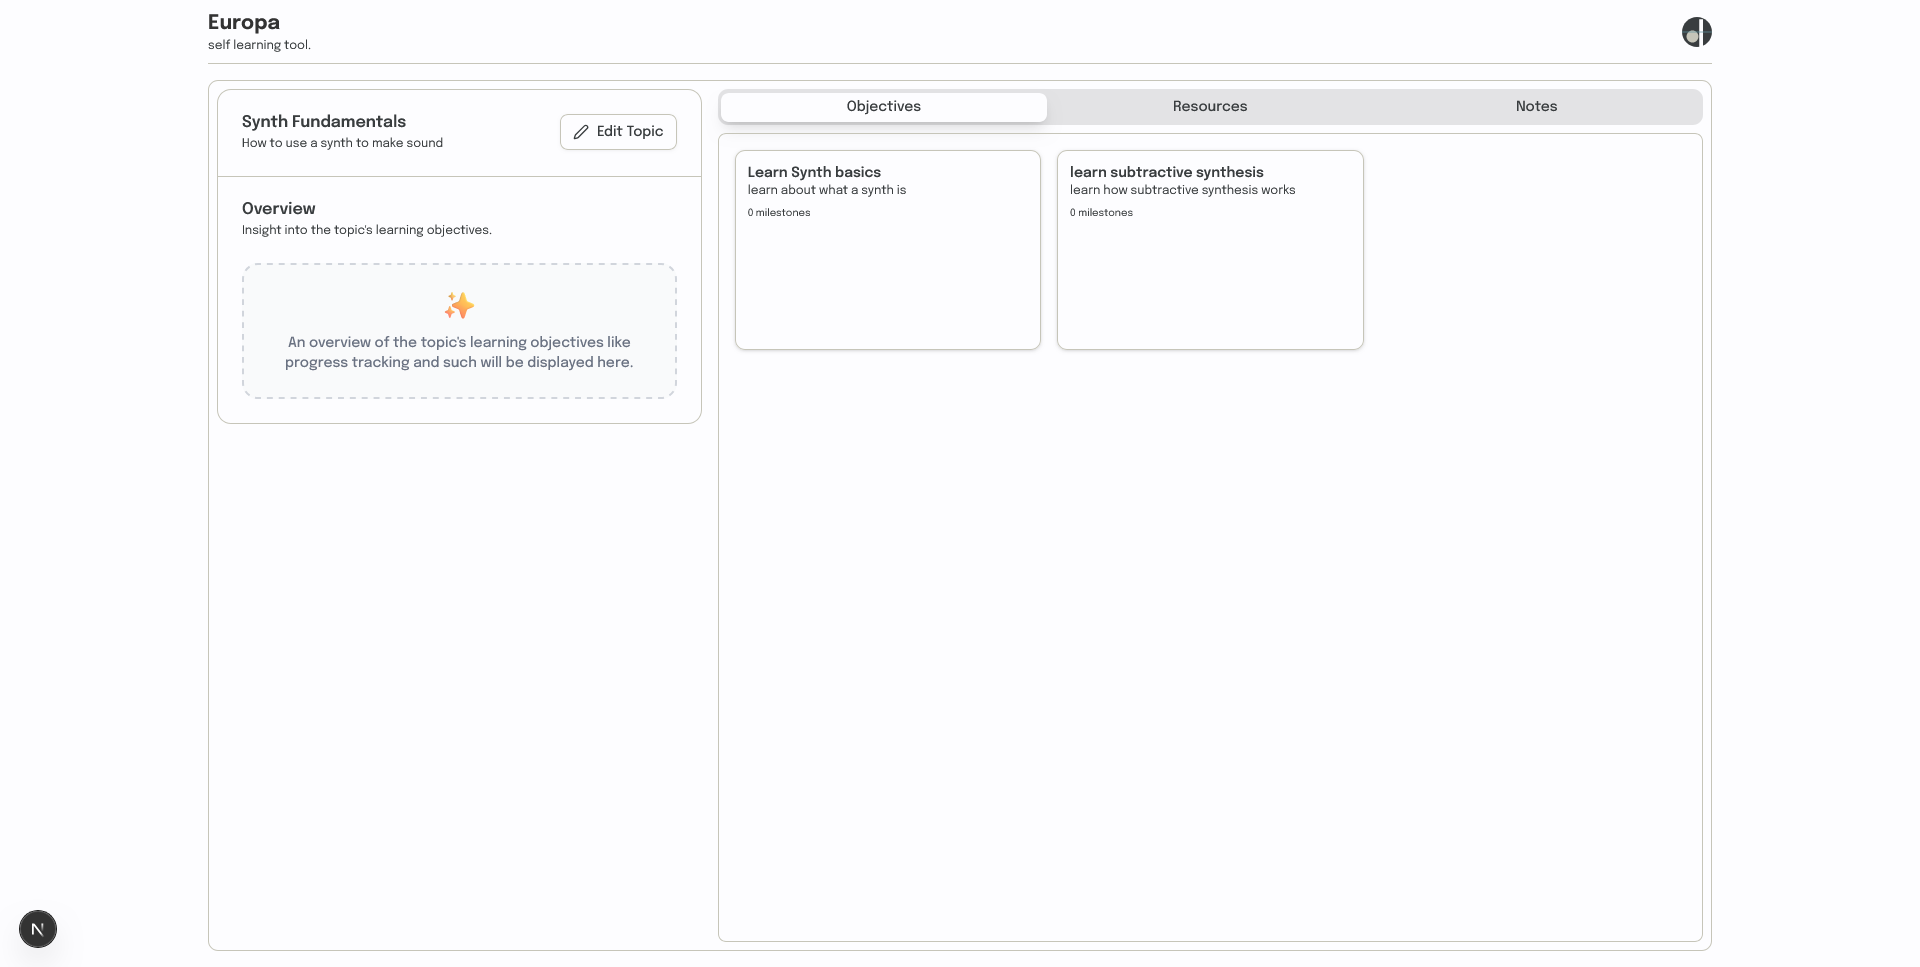 Europa
self learning tool.
Synth Fundamentals
How to use a synth to make sound
Edit Topic
Overview
Insight into the topic's learning objectives.
An overview of the topic's learning objectives like
progress tracking and such will be displayed here.
Objectives
Resources
Notes
Learn Synth basics
learn about what a synth is
0 milestones
learn subtractive synthesis
learn how subtractive synthesis works
0 milestones
N